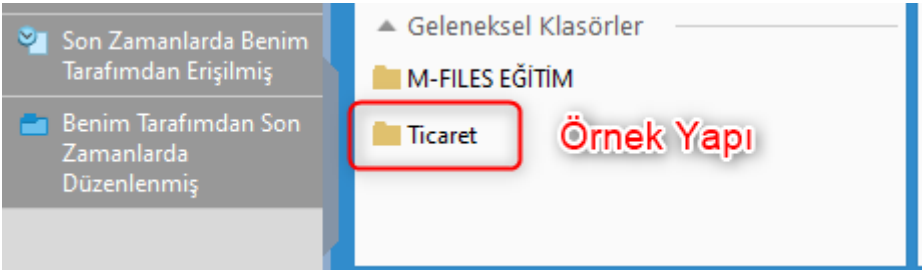 Son Zamanlarda Benim
Tarafımdan Erişilmiş
Benim Tarafımdan Son
Zamanlarda
Düzenlenmiş
Geleneksel Klasörler
M-FILES EĞİTİM
Ticaret
Örnek Yapı